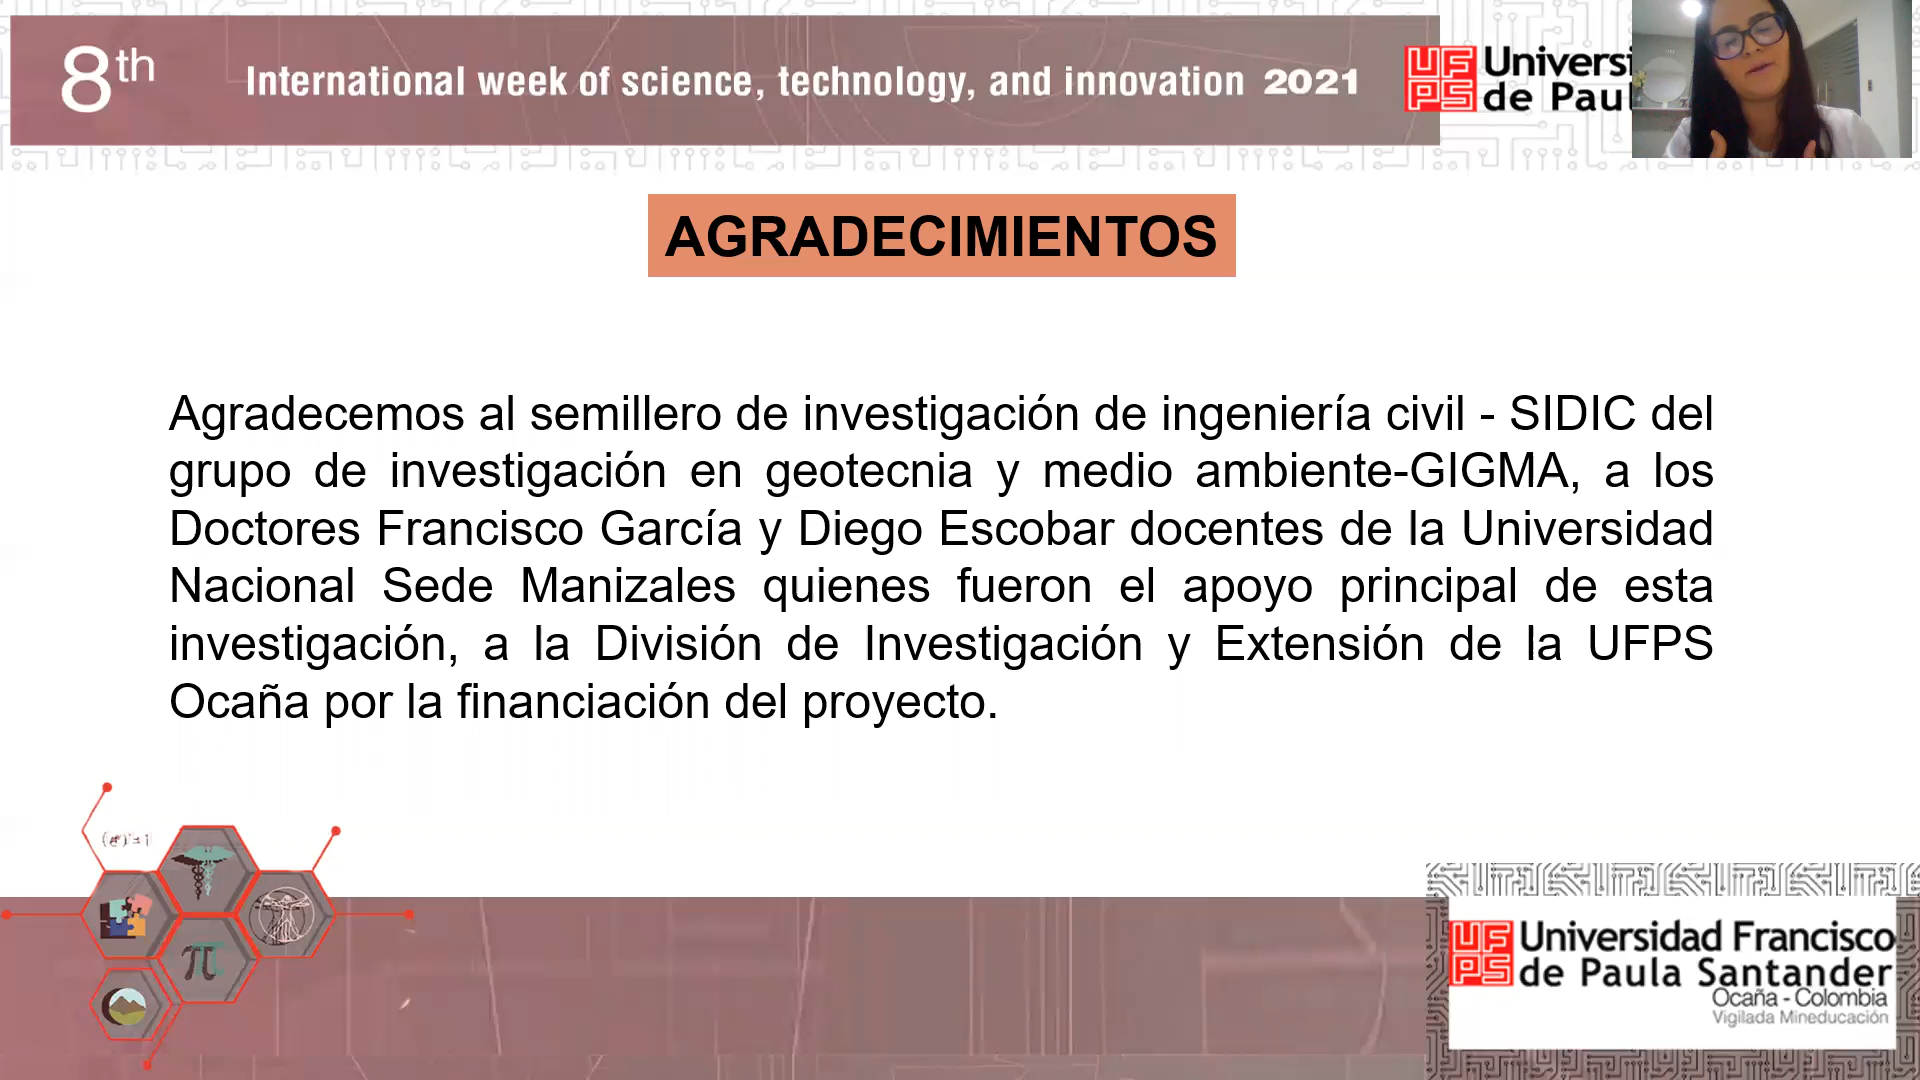 8th
International week of science, technology, and innovation 2021
UFPS
Universi
de Paul
AGRADECIMIENTOS
Agradecemos al semillero de investigación de ingeniería civil - SIDIC del
grupo de investigación en geotecnia y medio ambiente-GIGMA, a los
Doctores Francisco García y Diego Escobar docentes de la Universidad
Nacional Sede Manizales quienes fueron el apoyo principal de esta
investigación, a la División de Investigación y Extensión de la UFPS
Ocaña por la financiación del proyecto.
π
UFPS
Universidad Francisco
de Paula Santander
Ocaña - Colombia
Vigilada Mineducación